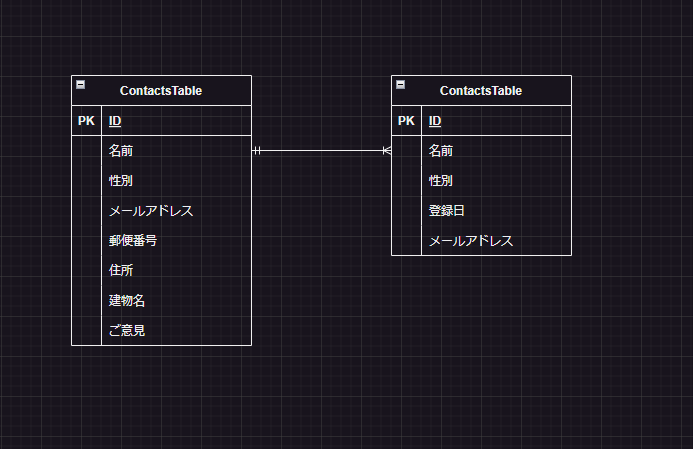 ContactsTable
PK ID
名前
性別
メールアドレス
郵便番号
住所
建物名
ご意見
ContactsTable
PK ID
名前
性別
登録日
メールアドレス